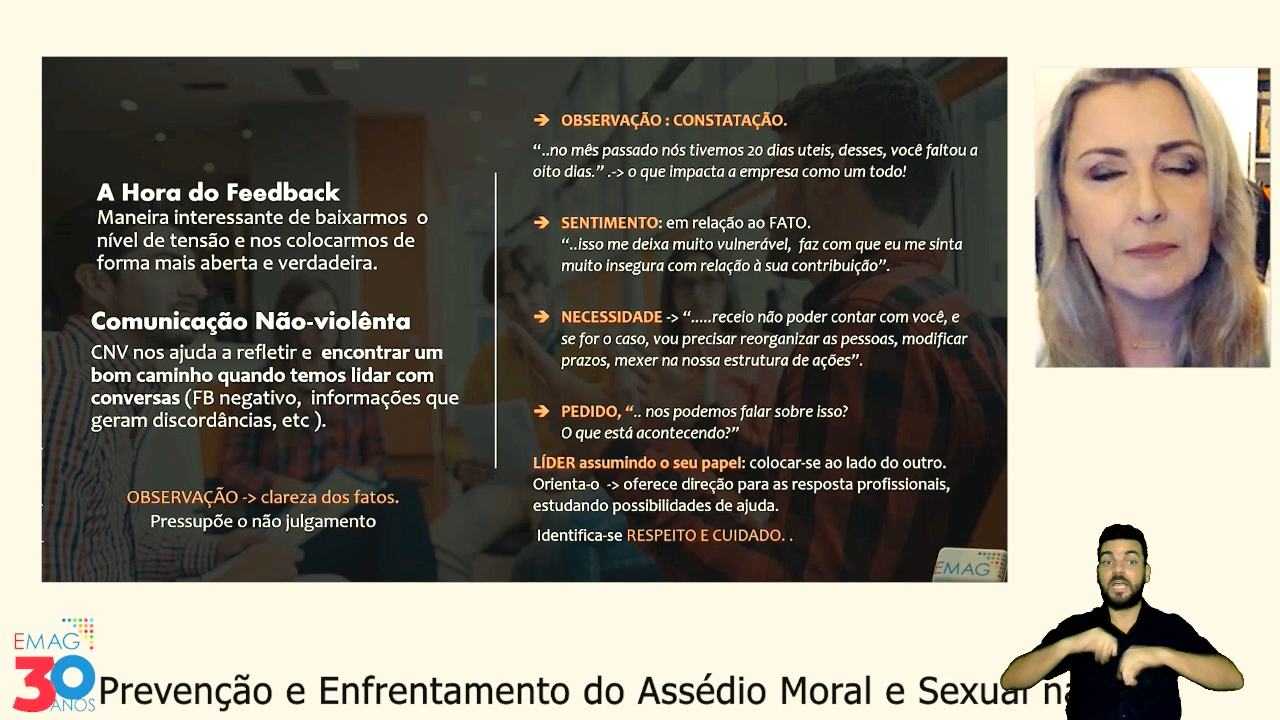 A Hora do Feedback
Maneira interessante de baixarmos o
nível de tensão e nos colocarmos de
forma mais aberta e verdadeira.
Comunicação Não-violênta
CNV nos ajuda a refletir e encontrar um
bom caminho quando temos lidar com
conversas (FB negativo, informações que
geram discordâncias, etc ).
OBSERVAÇÃO -> clareza dos fatos.
Pressupõe o não julgamento
➔ OBSERVAÇÃO : CONSTATAÇÃO.
“..no mês passado nós tivemos 20 dias uteis, desses, você faltou a
oito dias.” .-> o que impacta a empresa como um todo!
➔ SENTIMENTO: em relação ao FATO.
“..isso me deixa muito vulnerável, faz com que eu me sinta
muito insegura com relação à sua contribuição”.
➔ NECESSIDADE -> “.....receio não poder contar com você, e
se for o caso, vou precisar reorganizar as pessoas, modificar
prazos, mexer na nossa estrutura de ações”.
➔ PEDIDO, “.. nos podemos falar sobre isso?
O que está acontecendo?”
LÍDER assumindo o seu papel: colocar-se ao lado do outro.
Orienta-o -> oferece direção para as resposta profissionais,
estudando possibilidades de ajuda.
Identifica-se RESPEITO E CUIDADO. .
EMAG
EMAG
30
ANOS
Prevenção e Enfrentamento do Assédio Moral e Sexual na